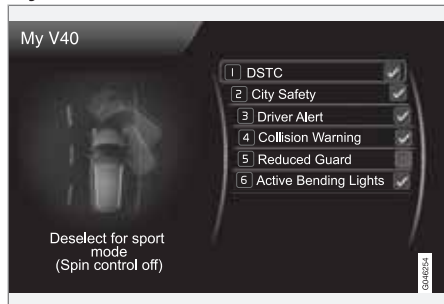 My V40
1 DSTC
2 City Safety
3 Driver Alert
4 Collision Warning
5 Reduced Guard
6 Active Bending Lights
Deselect for sport
mode
(Spin control off)
G046254